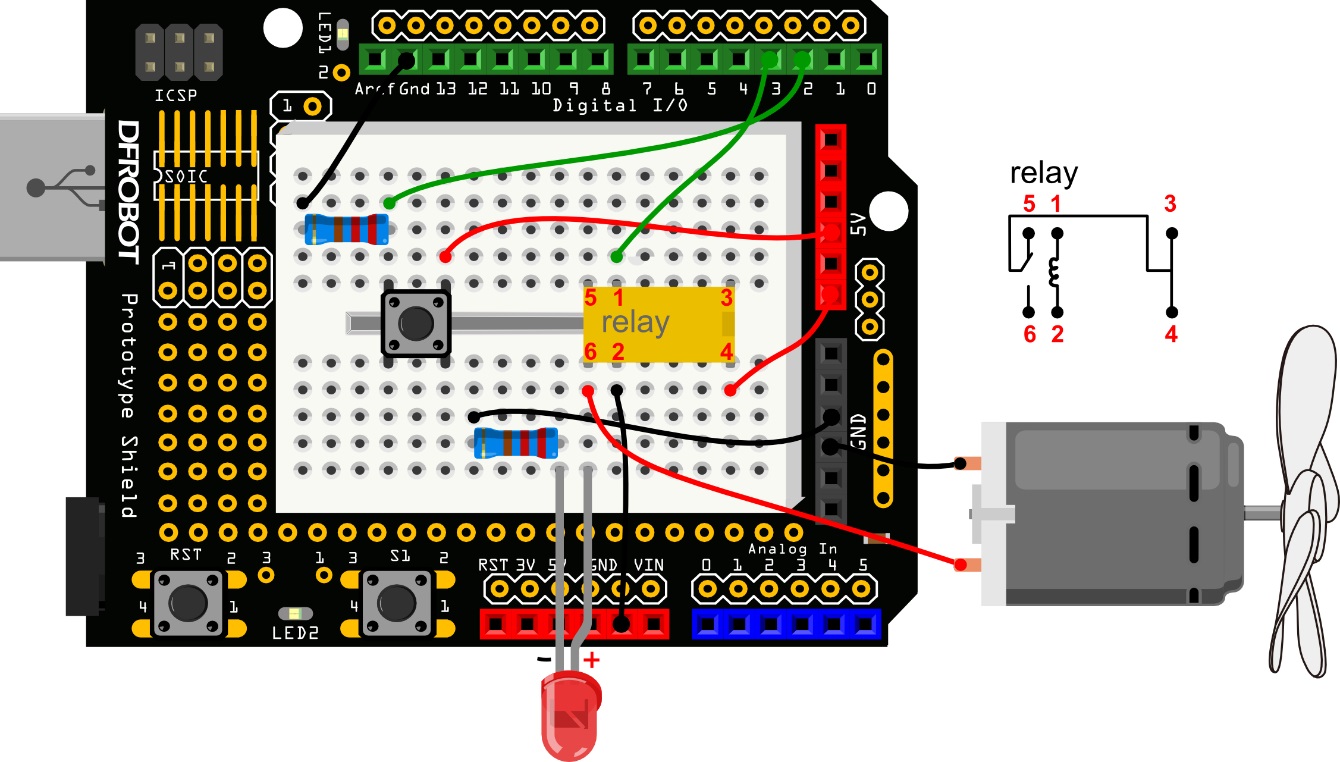 LED1
2
Aref Gnd 13 12 11 10 9 8 7 6 5 4 3 2 1 0
Digital I/O
ICSP
1
SOIC
DFROBOT
Prototype Shield
1
5V
relay
5 1 3
6 2 4
5 1 3
relay
6 2 4
GND
Analog In
3 RST 2 3 1 3 S1 2
RST 3V 5V GND VIN 0 1 2 3 4 5
4 1 4 1
LED2
- +